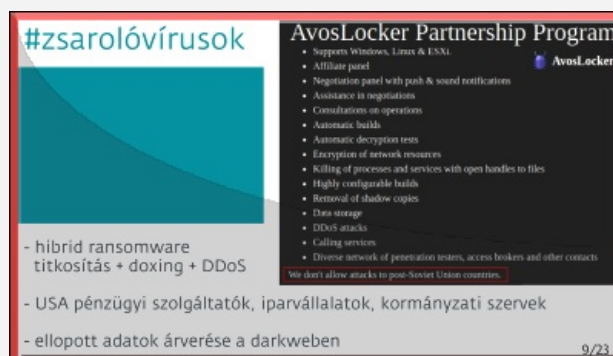 #zsarolóvírusok
AvosLocker Partnership Program
AvosLocker
Supports Windows, Linux & ESXi.
Affiliate panel
Negotiation panel with push & sound notifications
Assistance in negotiations
Consultations on operations
Automatic builds
Automatic decryption tests
Encryption of network resources
Killing of processes and services with open handles to files
Highly configurable builds
Removal of shadow copies
Data storage
DDoS attacks
Calling services
Diverse network of penetration testers, access brokers and other contacts
We don't allow attacks to post-Soviet Union countries.
- hibrid ransomware
titkosítás + doxing + DDoS
- USA pénzügyi szolgáltatók, iparvállalatok, kormányzati szervek
- ellopott adatok árverése a darkweben
9/23